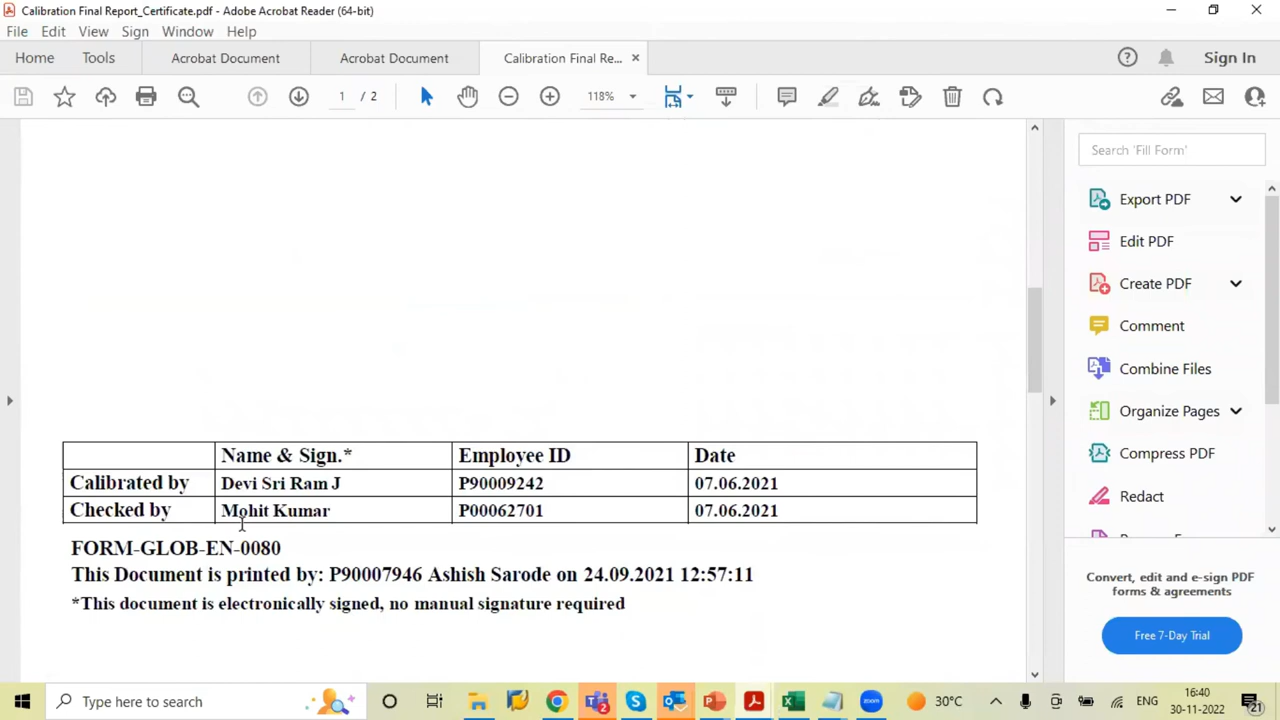 Calibration Final Report_Certificate.pdf - Adobe Acrobat Reader (64-bit)
File Edit View Sign Window Help
Home Tools Acrobat Document Acrobat Document Calibration Final Re... × Sign In
1 / 2 118%
Search 'Fill Form'
Export PDF
Edit PDF
Create PDF
Comment
Combine Files
Organize Pages
Compress PDF
Redact
Convert, edit and e-sign PDF
forms & agreements
Free 7-Day Trial
Name & Sign.* Employee ID Date
Calibrated by Devi Sri Ram J P90009242 07.06.2021
Checked by Mohit Kumar P00062701 07.06.2021
FORM-GLOB-EN-0080
This Document is printed by: P90007946 Ashish Sarode on 24.09.2021 12:57:11
*This document is electronically signed, no manual signature required
Type here to search
30°C
ENG
16:40
30-11-2022
21
zoom
2